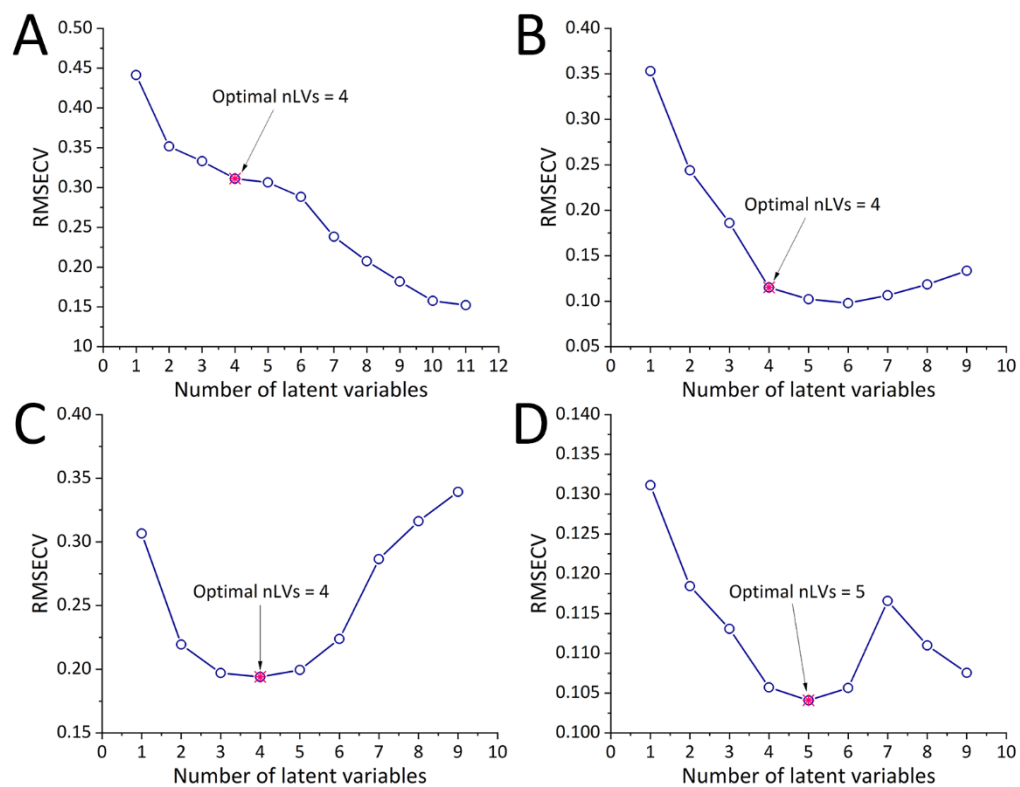 A
0.50
0.45
0.40
0.35
0.30
0.25
0.20
0.15
10
RMSECV
Optimal nLVs = 4
0 1 2 3 4 5 6 7 8 9 10 11 12
Number of latent variables
B
0.40
0.35
0.30
0.25
0.20
0.15
0.10
0.05
RMSECV
Optimal nLVs = 4
0 1 2 3 4 5 6 7 8 9 10
Number of latent variables
C
0.40
0.35
0.30
0.25
0.20
0.15
RMSECV
Optimal nLVs = 4
0 1 2 3 4 5 6 7 8 9 10
Number of latent variables
D
0.140
0.135
0.130
0.125
0.120
0.115
0.110
0.105
0.100
RMSECV
Optimal nLVs = 5
0 1 2 3 4 5 6 7 8 9 10
Number of latent variables